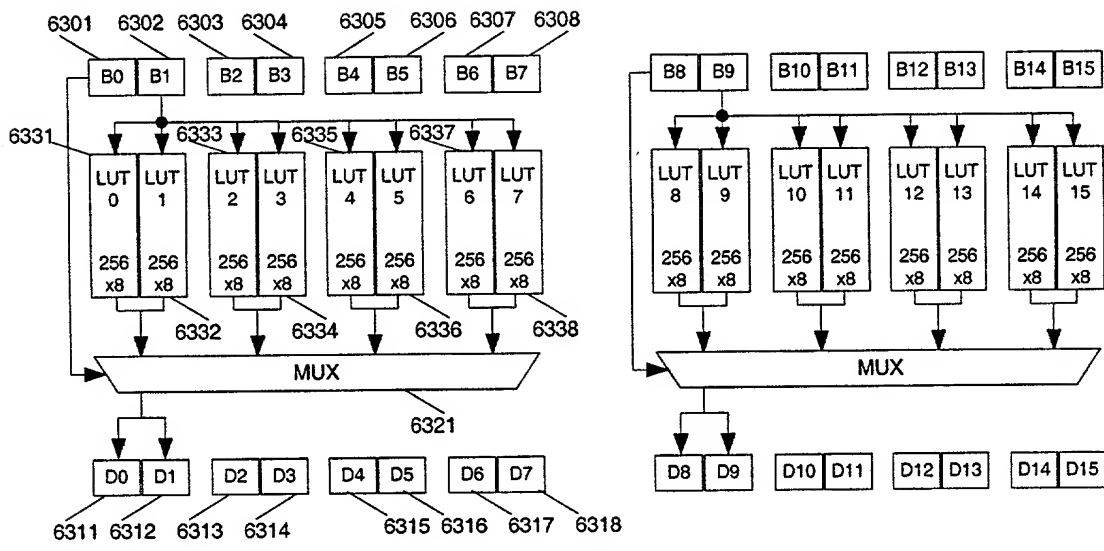 6301 6302 6303 6304 6305 6306 6307 6308
B0 B1 B2 B3 B4 B5 B6 B7 B8 B9 B10 B11 B12 B13 B14 B15
6331 6333 6335 6337
LUT LUT LUT LUT LUT LUT LUT LUT LUT LUT LUT LUT LUT LUT LUT LUT
0 1 2 3 4 5 6 7 8 9 10 11 12 13 14 15
256 256 256 256 256 256 256 256 256 256 256 256 256 256 256 256
x8 x8 x8 x8 x8 x8 x8 x8 x8 x8 x8 x8 x8 x8 x8 x8
6332 6334 6336 6338
MUX MUX
6321
D0 D1 D2 D3 D4 D5 D6 D7 D8 D9 D10 D11 D12 D13 D14 D15
6311 6312 6313 6314 6315 6316 6317 6318